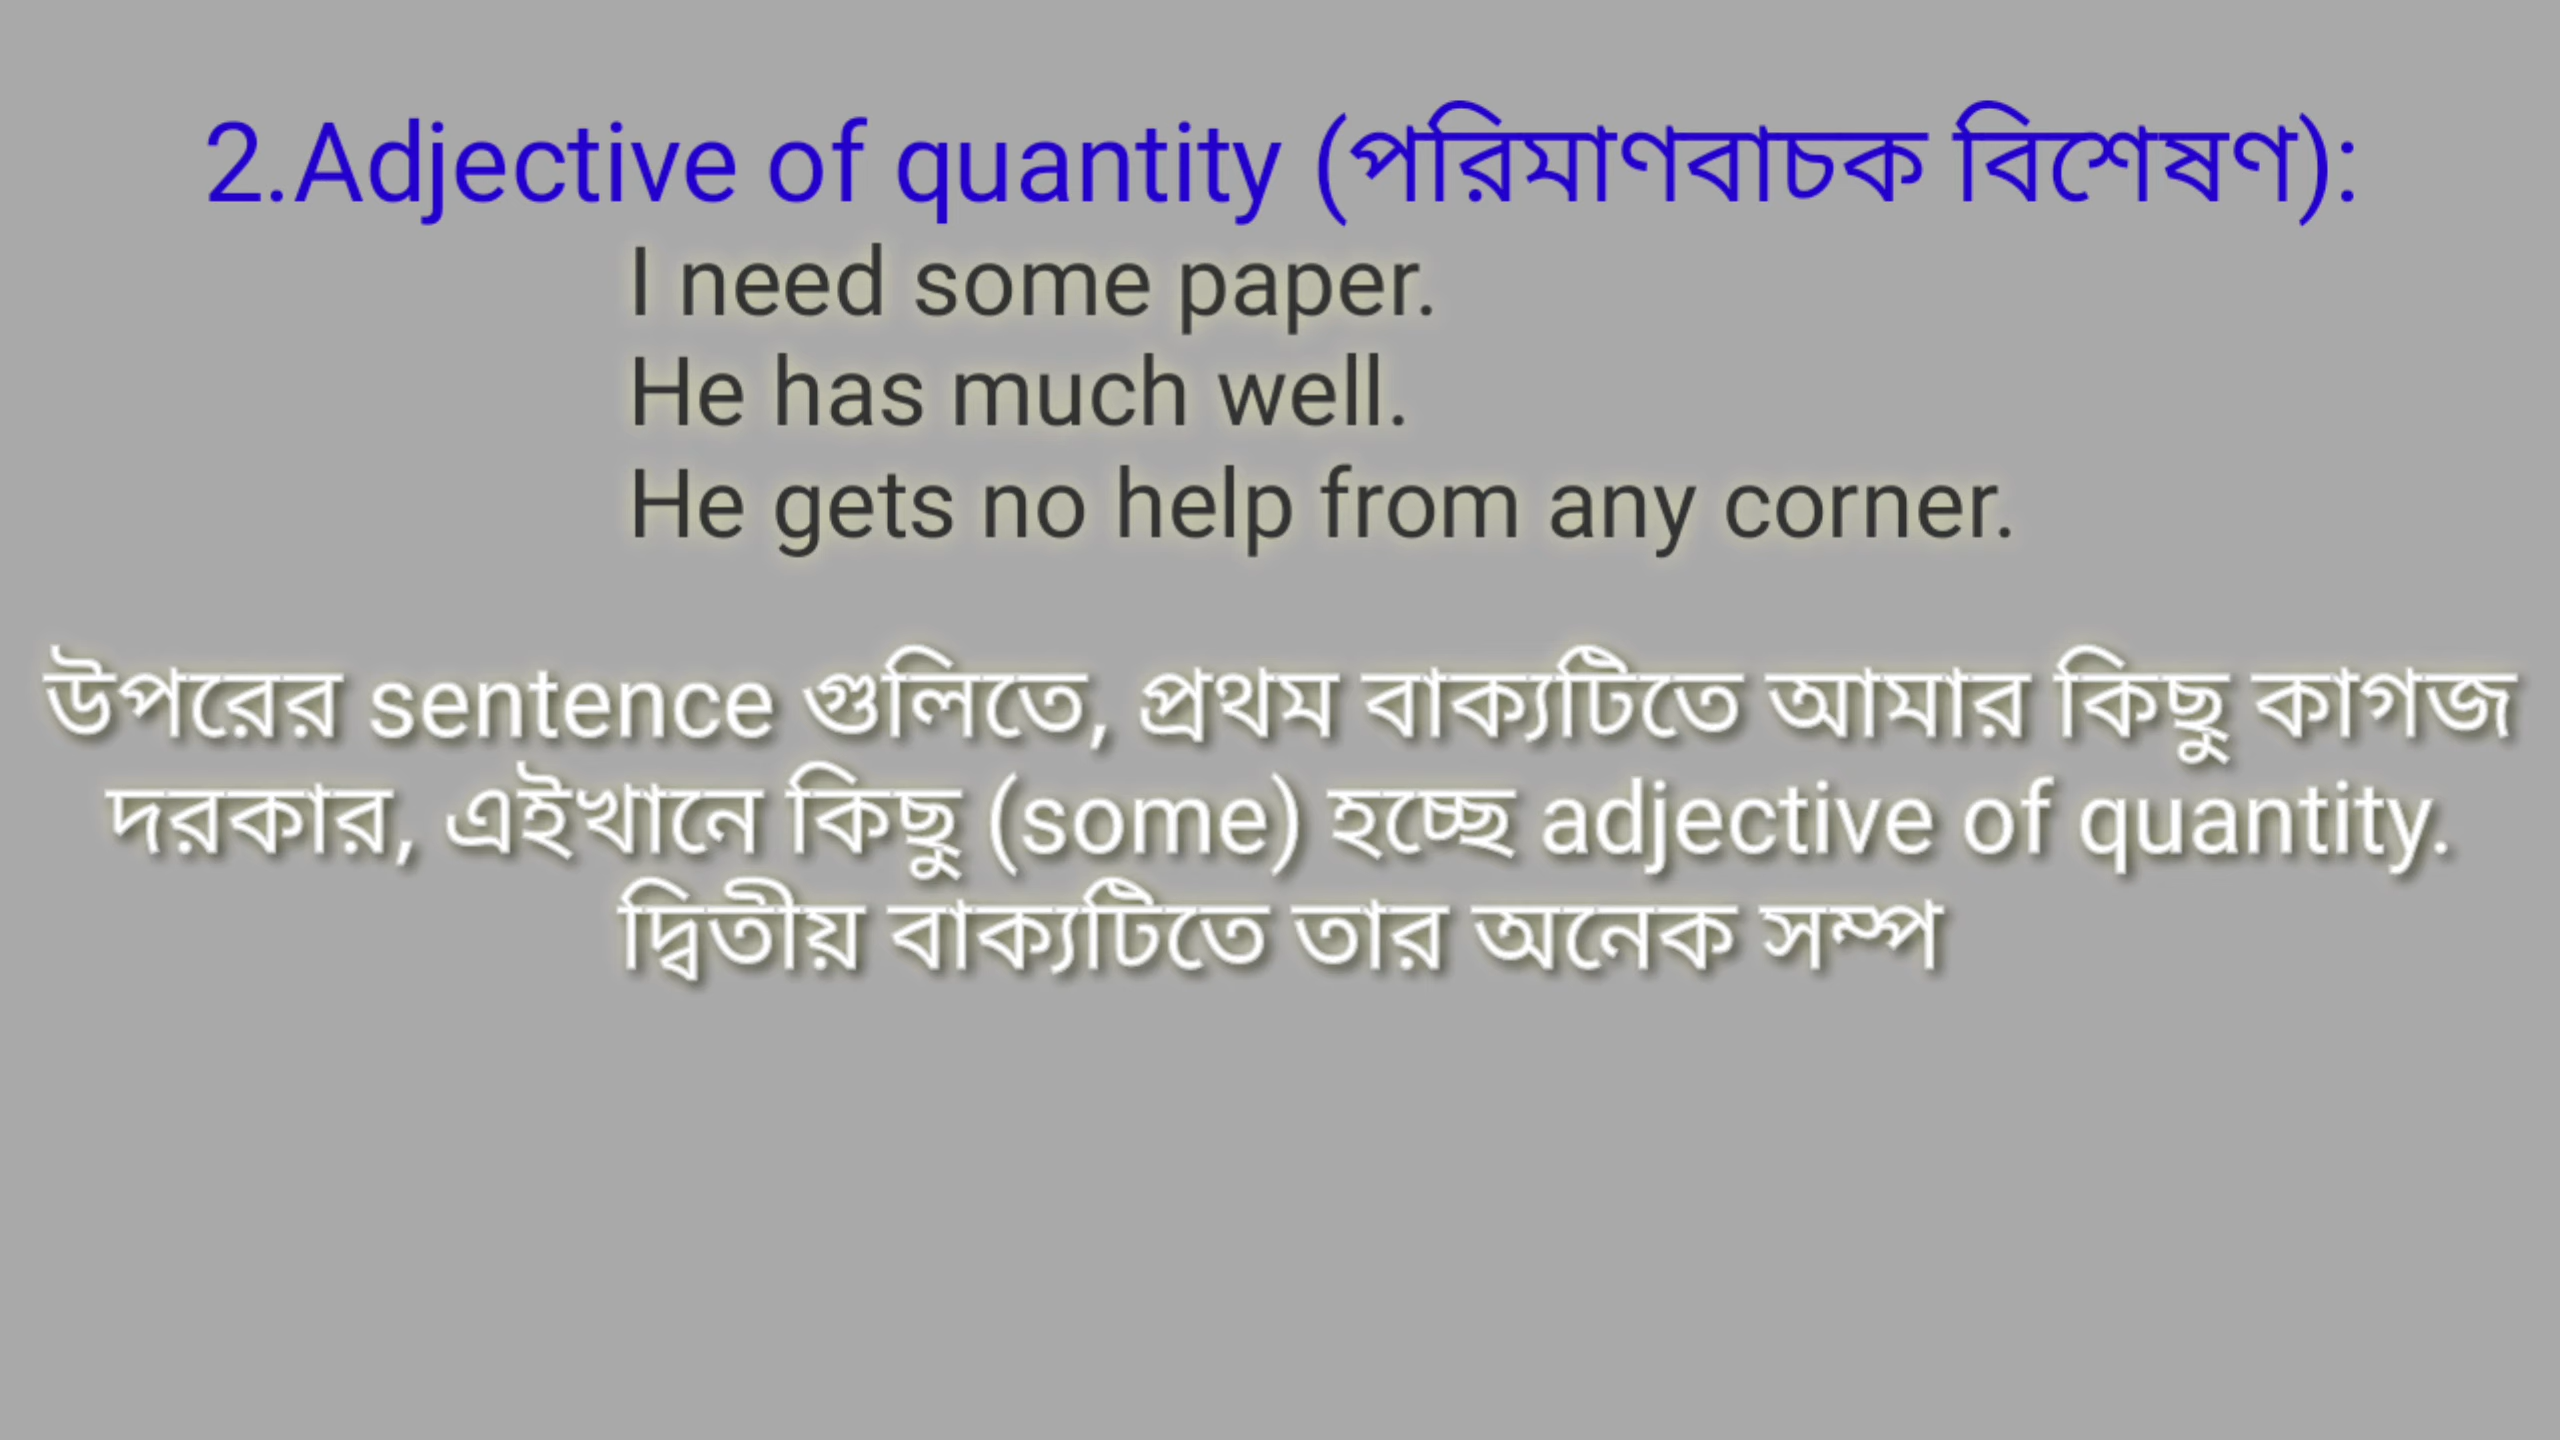 2.Adjective of quantity (পরিমাণবাচক বিশেষণ):
I need some paper.
He has much well.
He gets no help from any corner.
উপরের sentence গুলিতে, প্রথম বাক্যটিতে আমার কিছু কাগজ
দরকার, এইখানে কিছু (some) হচ্ছে adjective of quantity.
দ্বিতীয় বাক্যটিতে তার অনেক সম্প